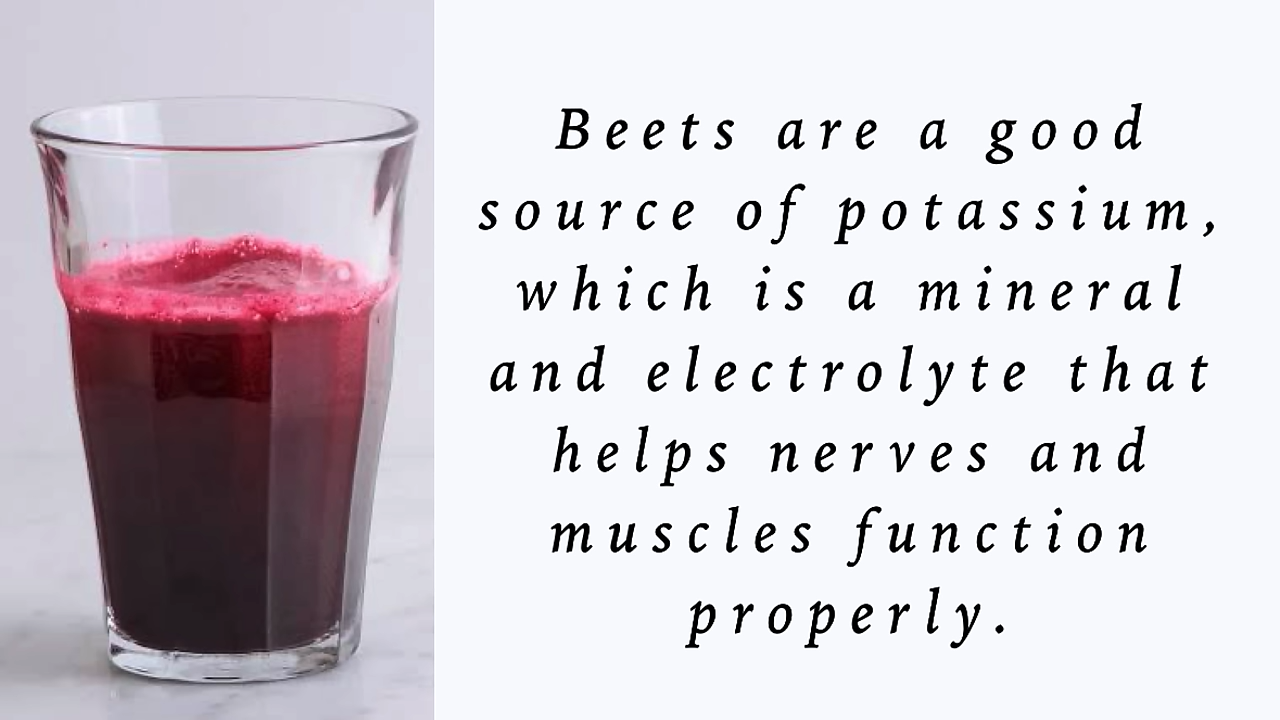 Beets are a good
source of potassium,
which is a mineral
and electrolyte that
helps nerves and
muscles function
properly.